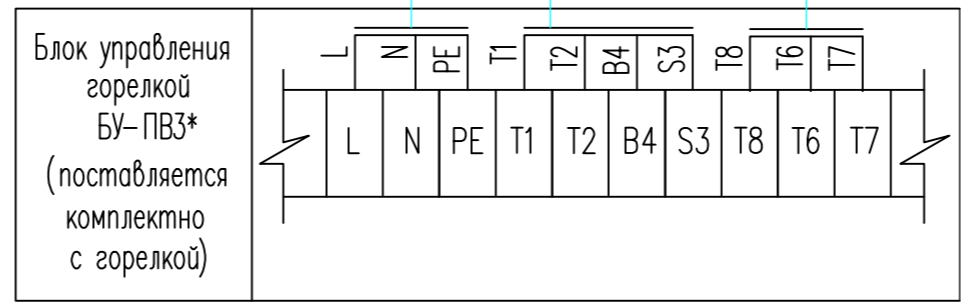 Блок управления
горелкой
БУ-ПВЗ*
(поставляется
комплектно
с горелкой)
L N PE T1 T2 B4 S3 T8 T6 T7
L N PE T1 T2 B4 S3 T8 T6 T7